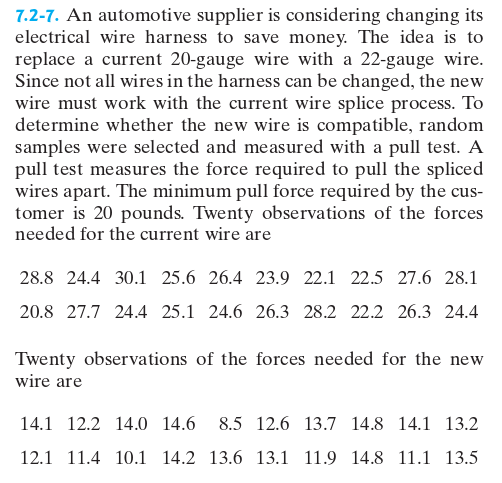 7.2-7. An automotive supplier is considering changing its
electrical wire harness to save money. The idea is to
replace a current 20-gauge wire with a 22-gauge wire.
Since not all wires in the harness can be changed, the new
wire must work with the current wire splice process. To
determine whether the new wire is compatible, random
samples were selected and measured with a pull test. A
pull test measures the force required to pull the spliced
wires apart. The minimum pull force required by the cus-
tomer is 20 pounds. Twenty observations of the forces
needed for the current wire are
28.8 24.4 30.1 25.6 26.4 23.9 22.1 22.5 27.6 28.1
20.8 27.7 24.4 25.1 24.6 26.3 28.2 22.2 26.3 24.4
Twenty observations of the forces needed for the new
wire are
14.1 12.2 14.0 14.6 8.5 12.6 13.7 14.8 14.1 13.2
12.1 11.4 10.1 14.2 13.6 13.1 11.9 14.8 11.1 13.5